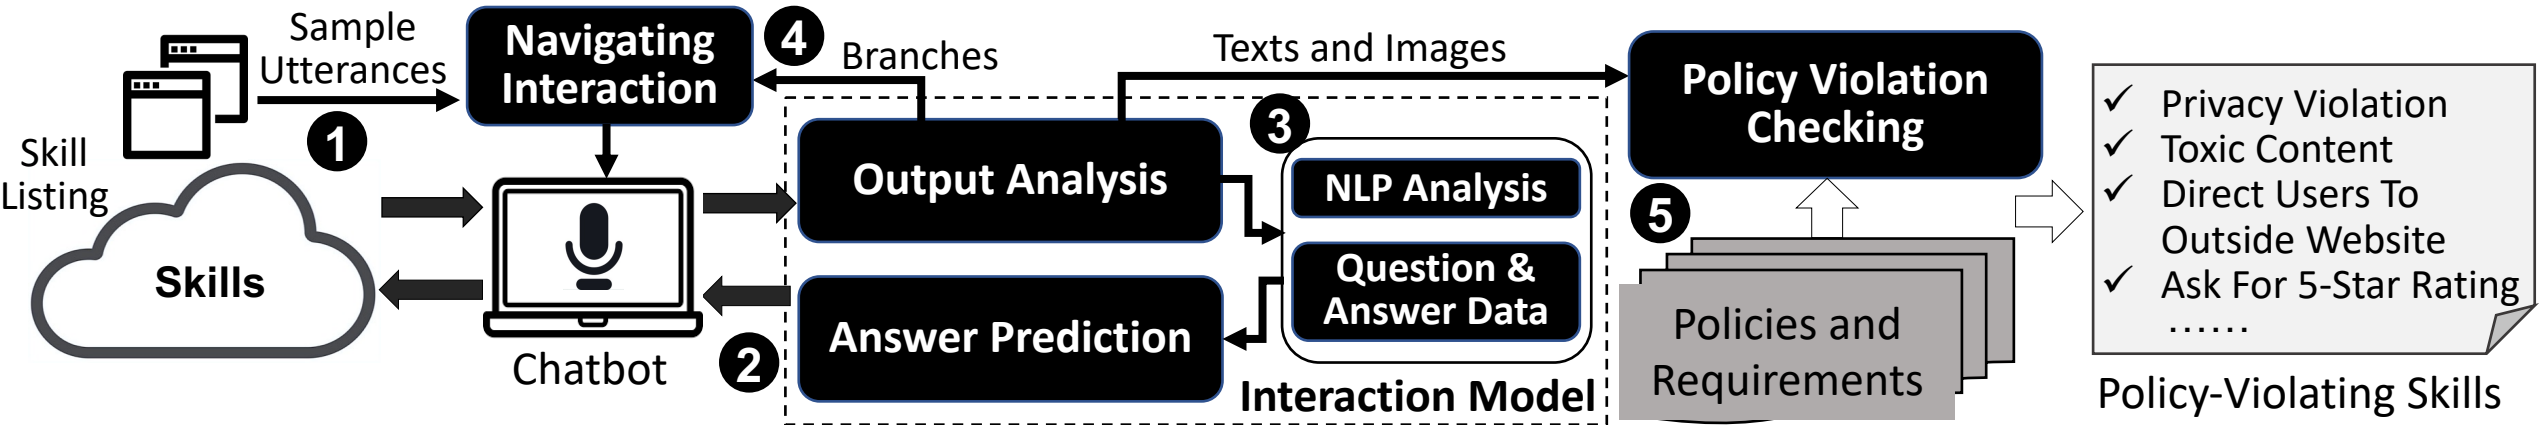 Sample
Utterances
1
Skill
Listing
Skills
Navigating
Interaction
Chatbot
4
Branches
2
Output Analysis
Answer Prediction
Texts and Images
3
NLP Analysis
Question &
Answer Data
Interaction Model
Policy Violation
Checking
5
Policies and
Requirements
✓ Privacy Violation
✓ Toxic Content
✓ Direct Users To
Outside Website
✓ Ask For 5-Star Rating
······
Policy-Violating Skills